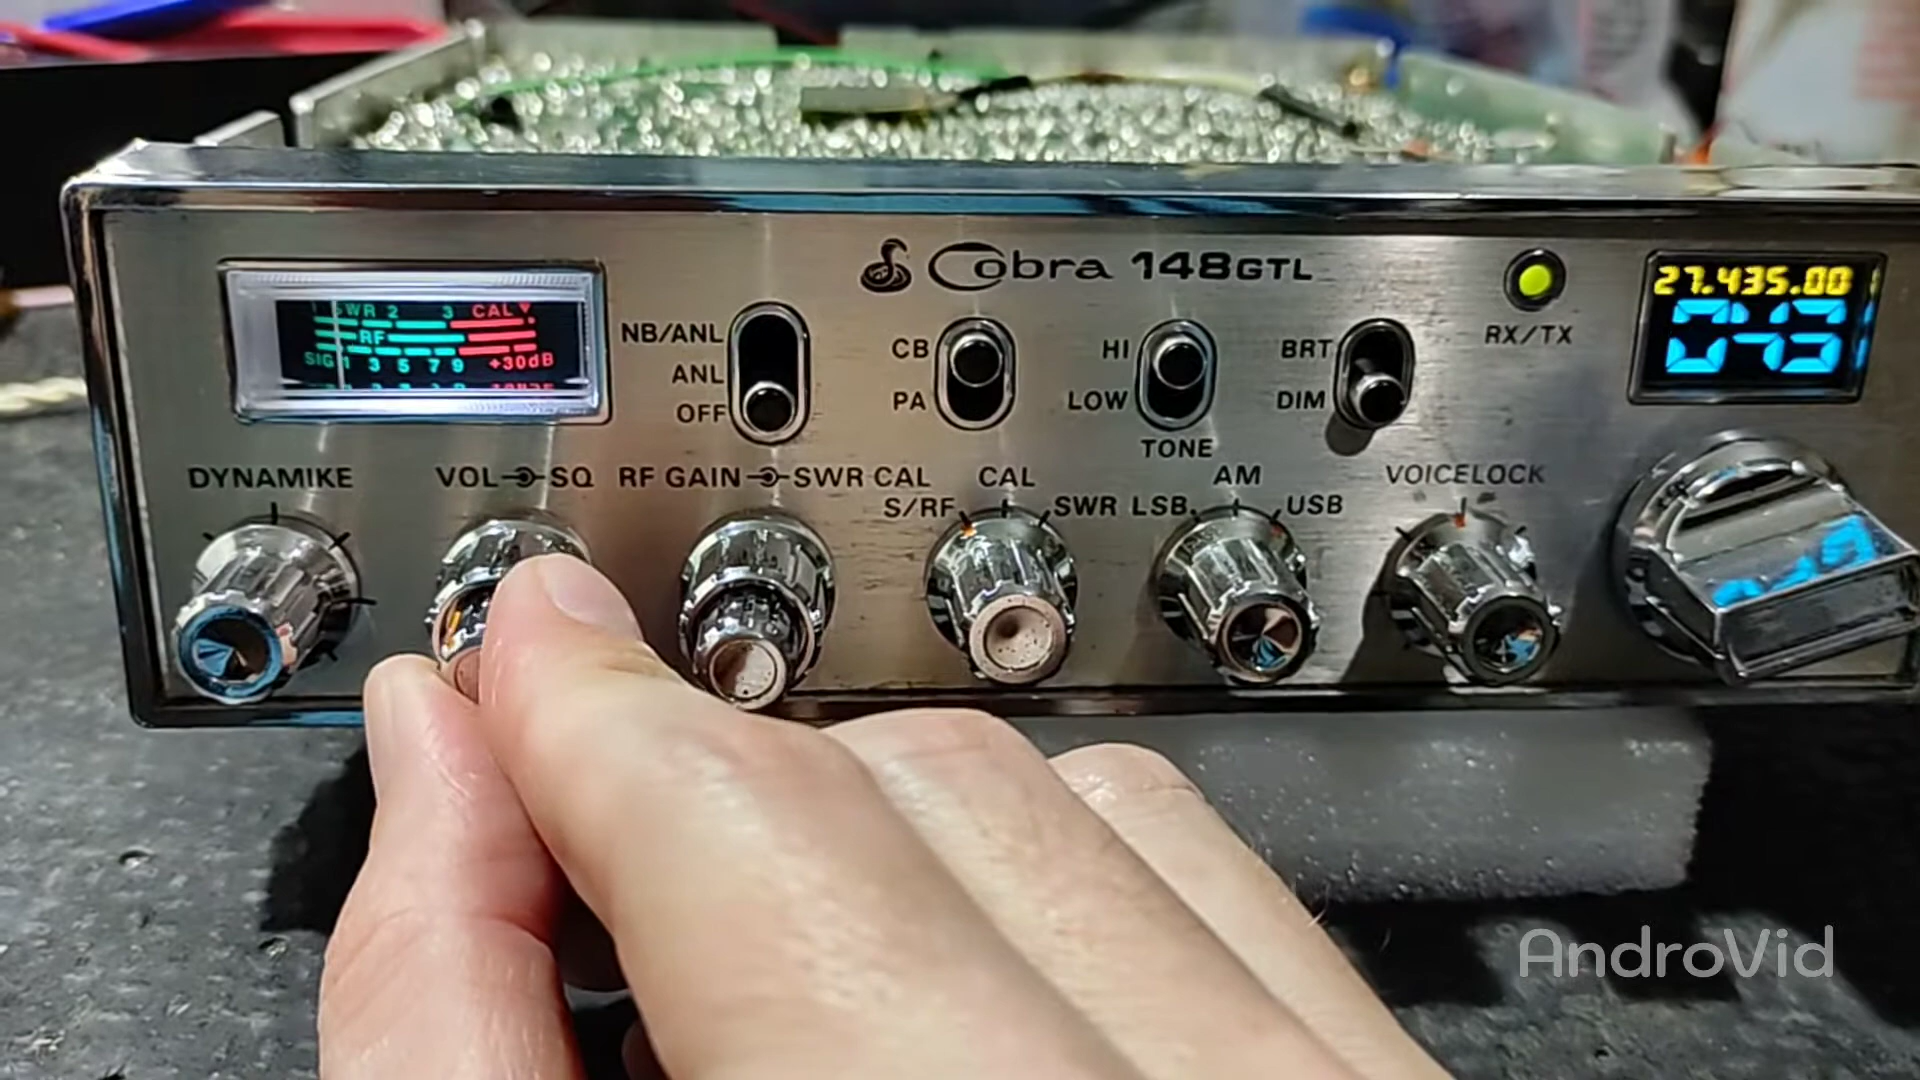 Cobra 148GTL
27.435.00
043
RX/TX
1 SWR 2 3 CAL
RF
SIG 1 3 5 7 9 +30dB
NB/ANL
ANL
OFF
CB
PA
HI
LOW
TONE
BRT
DIM
DYNAMIKE
VOL SQ
RF GAIN SWR CAL
CAL
S/RF SWR
AM
LSB USB
VOICELOCK
AndroVid